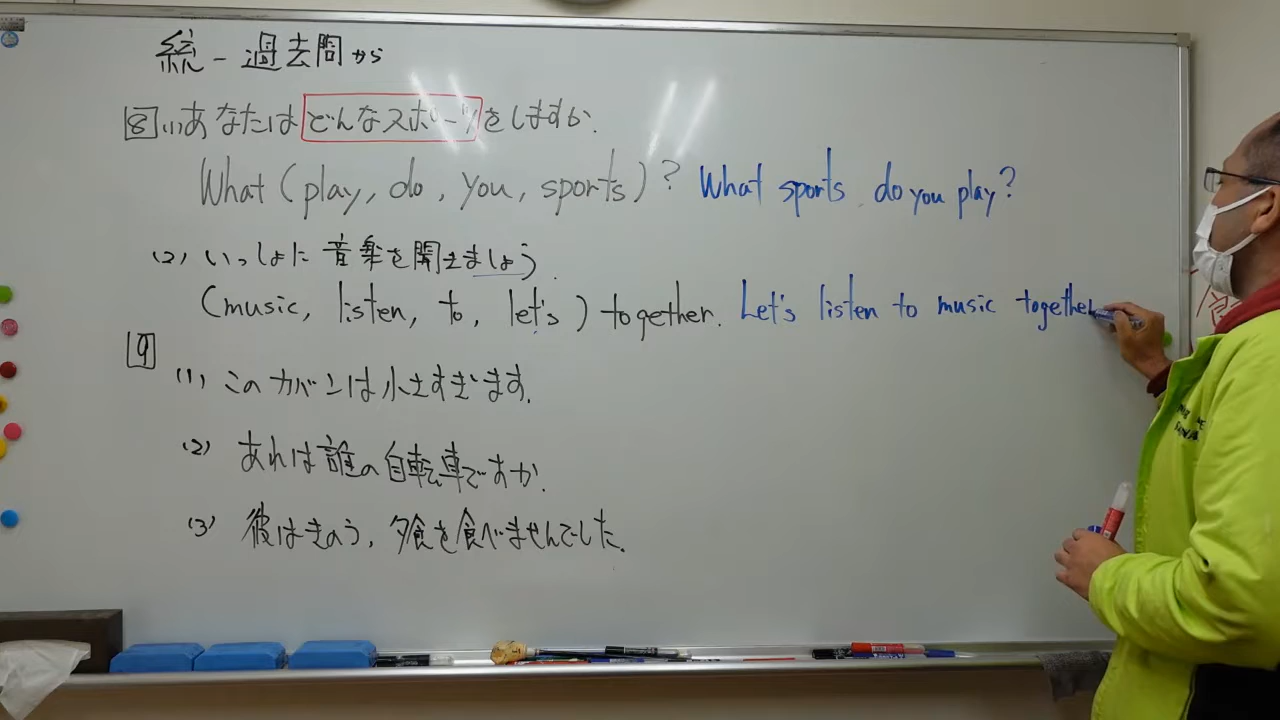 統一過去問から
8 (1) あなたはどんなスポーツをしますか.
What (play, do, you, sports)? What sports do you play?
(2) いっしょに音楽を聞きましょう.
(music, listen, to, let's) together. Let's listen to music together
9
(1) このカバンは小さすぎます.
(2) あれは誰の自転車ですか.
(3) 彼はきのう, 夕食を食べませんでした.